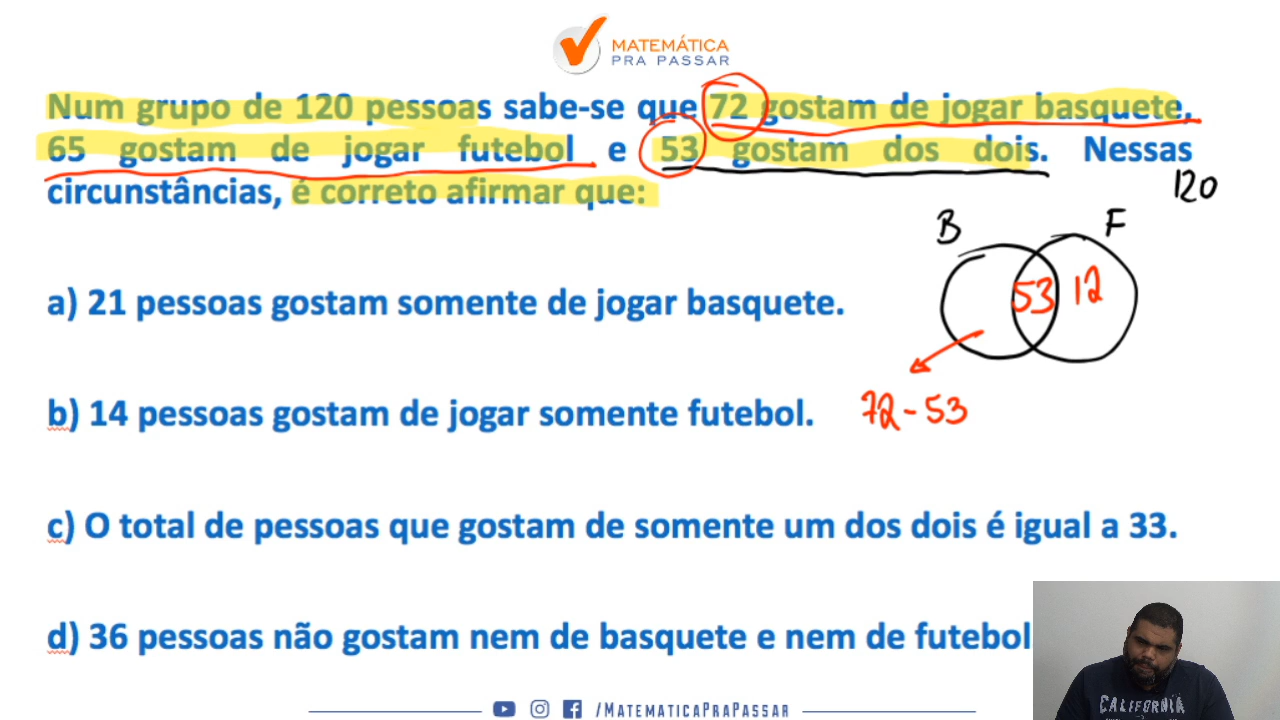 MATEMÁTICA
PRA PASSAR
Num grupo de 120 pessoas sabe-se que 72 gostam de jogar basquete,
65 gostam de jogar futebol e 53 gostam dos dois. Nessas
circunstâncias, é correto afirmar que:
120
B F
53 12
a) 21 pessoas gostam somente de jogar basquete.
b) 14 pessoas gostam de jogar somente futebol.
72-53
c) O total de pessoas que gostam de somente um dos dois é igual a 33.
d) 36 pessoas não gostam nem de basquete e nem de futebol
CALIFORNIA
/MATEMATICAPRAPASSAR